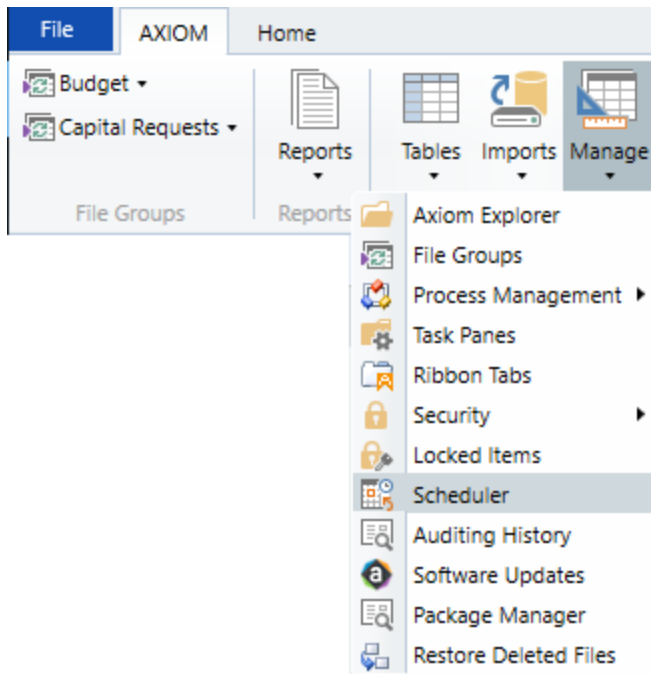 File AXIOM Home
Budget
Capital Requests
Reports Tables Imports Manage
File Groups Reports
Axiom Explorer
File Groups
Process Management
Task Panes
Ribbon Tabs
Security
Locked Items
Scheduler
Auditing History
a Software Updates
Package Manager
Restore Deleted Files